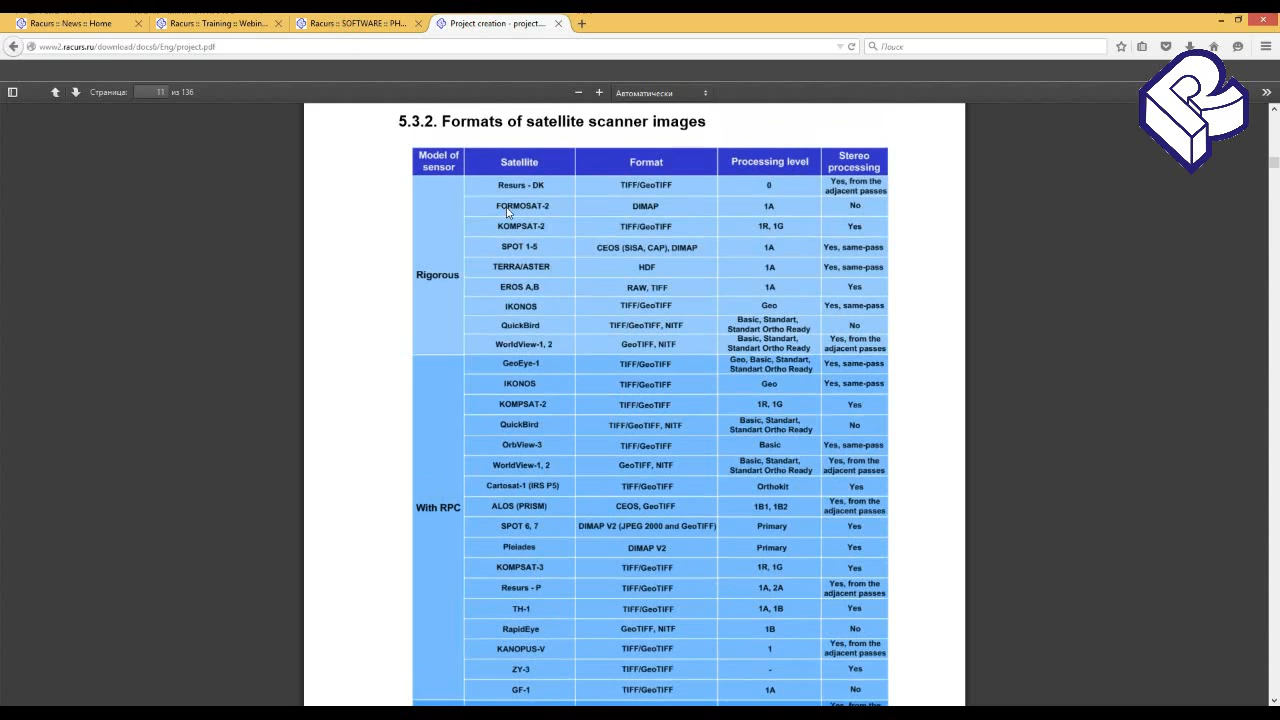 Racurs :: News :: Home
Racurs :: Training :: Webin...
Racurs :: SOFTWARE :: PH...
Project creation - project....
www2.racurs.ru/download/docs6/Eng/project.pdf
Поиск
Страница: 11 из 136
Автоматически
5.3.2. Formats of satellite scanner images
Model of sensor Satellite Format Processing level Stereo processing
Rigorous
Resurs - DK TIFF/GeoTIFF 0 Yes, from the adjacent passes
FORMOSAT-2 DIMAP 1A No
KOMPSAT-2 TIFF/GeoTIFF 1R, 1G Yes
SPOT 1-5 CEOS (SISA, CAP), DIMAP 1A Yes, same-pass
TERRA/ASTER HDF 1A Yes, same-pass
EROS A,B RAW, TIFF 1A Yes
IKONOS TIFF/GeoTIFF Geo Yes, same-pass
QuickBird TIFF/GeoTIFF, NITF Basic, Standart, Standart Ortho Ready No
WorldView-1, 2 GeoTIFF, NITF Basic, Standart, Standart Ortho Ready Yes, from the adjacent passes
With RPC
GeoEye-1 TIFF/GeoTIFF Geo, Basic, Standart, Standart Ortho Ready Yes, same-pass
IKONOS TIFF/GeoTIFF Geo Yes, same-pass
KOMPSAT-2 TIFF/GeoTIFF 1R, 1G Yes
QuickBird TIFF/GeoTIFF, NITF Basic, Standart, Standart Ortho Ready No
OrbView-3 TIFF/GeoTIFF Basic Yes, same-pass
WorldView-1, 2 GeoTIFF, NITF Basic, Standart, Standart Ortho Ready Yes, from the adjacent passes
Cartosat-1 (IRS P5) TIFF/GeoTIFF Orthokit Yes
ALOS (PRISM) CEOS, GeoTIFF 1B1, 1B2 Yes, from the adjacent passes
SPOT 6, 7 DIMAP V2 (JPEG 2000 and GeoTIFF) Primary Yes
Pleiades DIMAP V2 Primary Yes
KOMPSAT-3 TIFF/GeoTIFF 1R, 1G Yes
Resurs - P TIFF/GeoTIFF 1A, 2A Yes, from the adjacent passes
TH-1 TIFF/GeoTIFF 1A, 1B Yes
RapidEye GeoTIFF, NITF 1B No
KANOPUS-V TIFF/GeoTIFF 1 Yes, from the adjacent passes
ZY-3 TIFF/GeoTIFF - Yes
GF-1 TIFF/GeoTIFF 1A No